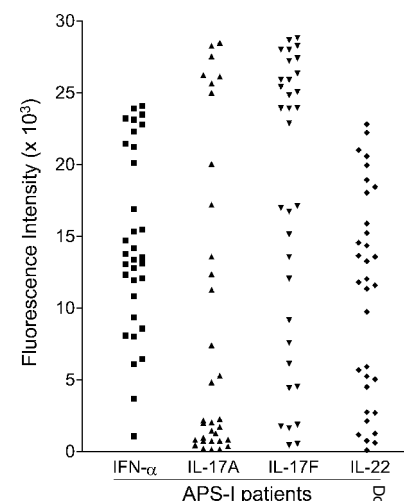 Fluorescence Intensity (x 10³)
30
25
20
15
10
5
0
IFN-α IL-17A IL-17F IL-22
APS-I patients
Do